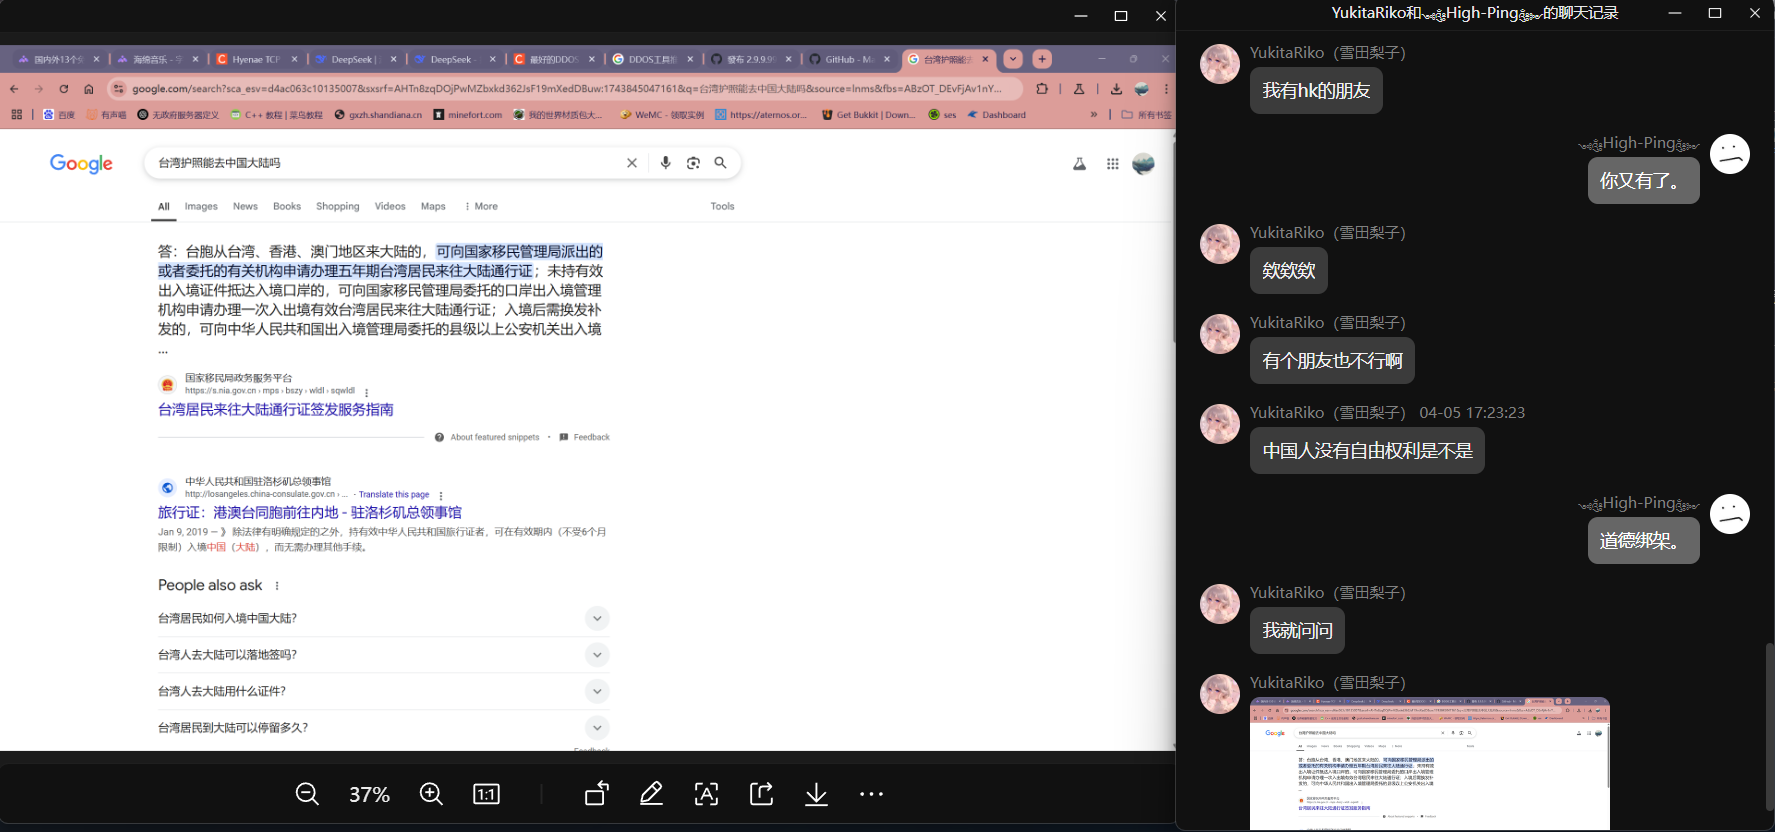 国内外13个
海绵音乐 - 
Hyenae TCP
DeepSeek |
DeepSeek -
最好的DDOS
DDOS工具
發布 2.9.9.9
GitHub - Ma
台湾护照能去
google.com/search?sca_esv=d4ac063c10135007&sxsrf=AHTn8zqDOjPwMZbxkd362JsF19mXedDBuw:1743845047161&q=台湾护照能去中国大陆吗&source=lnms&fbs=ABzOT_DEvFjAv1nY...
百度
有声喵
无政府服务器定义
C++ 教程 | 菜鸟教程
gxzh.shandiana.cn
minefort.com
我的世界材质包大...
WeMC - 领取实例
https://aternos.or...
Get Bukkit | Down...
ses
Dashboard
»
所有书签
Google
台湾护照能去中国大陆吗
All
Images
News
Books
Shopping
Videos
Maps
More
Tools
答：台胞从台湾、香港、澳门地区来大陆的，可向国家移民管理局派出的
或者委托的有关机构申请办理五年期台湾居民来往大陆通行证；未持有效
出入境证件抵达入境口岸的，可向国家移民管理局委托的口岸出入境管理
机构申请办理一次入出境有效台湾居民来往大陆通行证；入境后需换发补
发的，可向中华人民共和国出入境管理局委托的县级以上公安机关出入境
...
国家移民局政务服务平台
https://s.nia.gov.cn › mps › bszy › wldl › sqwldl
台湾居民来往大陆通行证签发服务指南
About featured snippets
Feedback
中华人民共和国驻洛杉矶总领事馆
http://losangeles.china-consulate.gov.cn › ... · Translate this page
旅行证：港澳台同胞前往内地 - 驻洛杉矶总领事馆
Jan 9, 2019 — 》 除法律有明确规定的之外，持有效中华人民共和国旅行证者，可在有效期内（不受6个月
限制）入境中国（大陆），而无需办理其他手续。
People also ask
台湾居民如何入境中国大陆?
台湾人去大陆可以落地签吗?
台湾人去大陆用什么证件?
台湾居民到大陆可以停留多久?
Feedback
37%
1:1
YukitaRiko和High-Ping的聊天记录
YukitaRiko（雪田梨子）
我有hk的朋友
High-Ping
你又有了。
YukitaRiko（雪田梨子）
欸欸欸
YukitaRiko（雪田梨子）
有个朋友也不行啊
YukitaRiko（雪田梨子） 04-05 17:23:23
中国人没有自由权利是不是
High-Ping
道德绑架。
YukitaRiko（雪田梨子）
我就问问
YukitaRiko（雪田梨子）
Google
台湾护照能去中国大陆吗